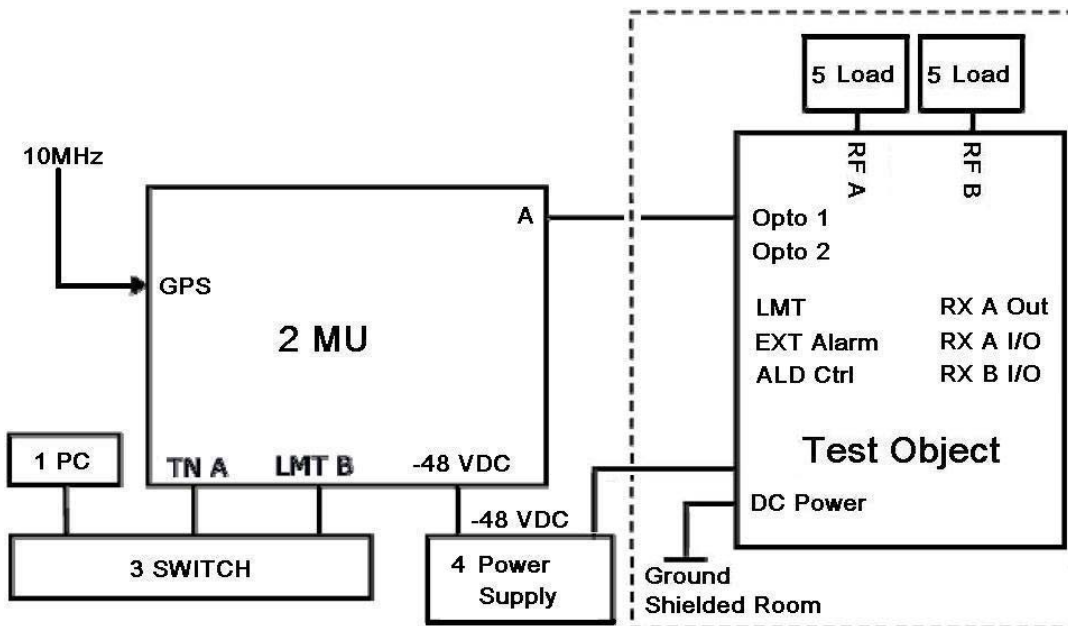 5 Load
5 Load
10MHz
RF A
RF B
A
Opto 1
Opto 2
GPS
LMT
RX A Out
2 MU
EXT Alarm
RX A I/O
ALD Ctrl
RX B I/O
Test Object
1 PC
TN A
LMT B
-48 VDC
DC Power
-48 VDC
3 SWITCH
4 Power
Supply
Ground
Shielded Room